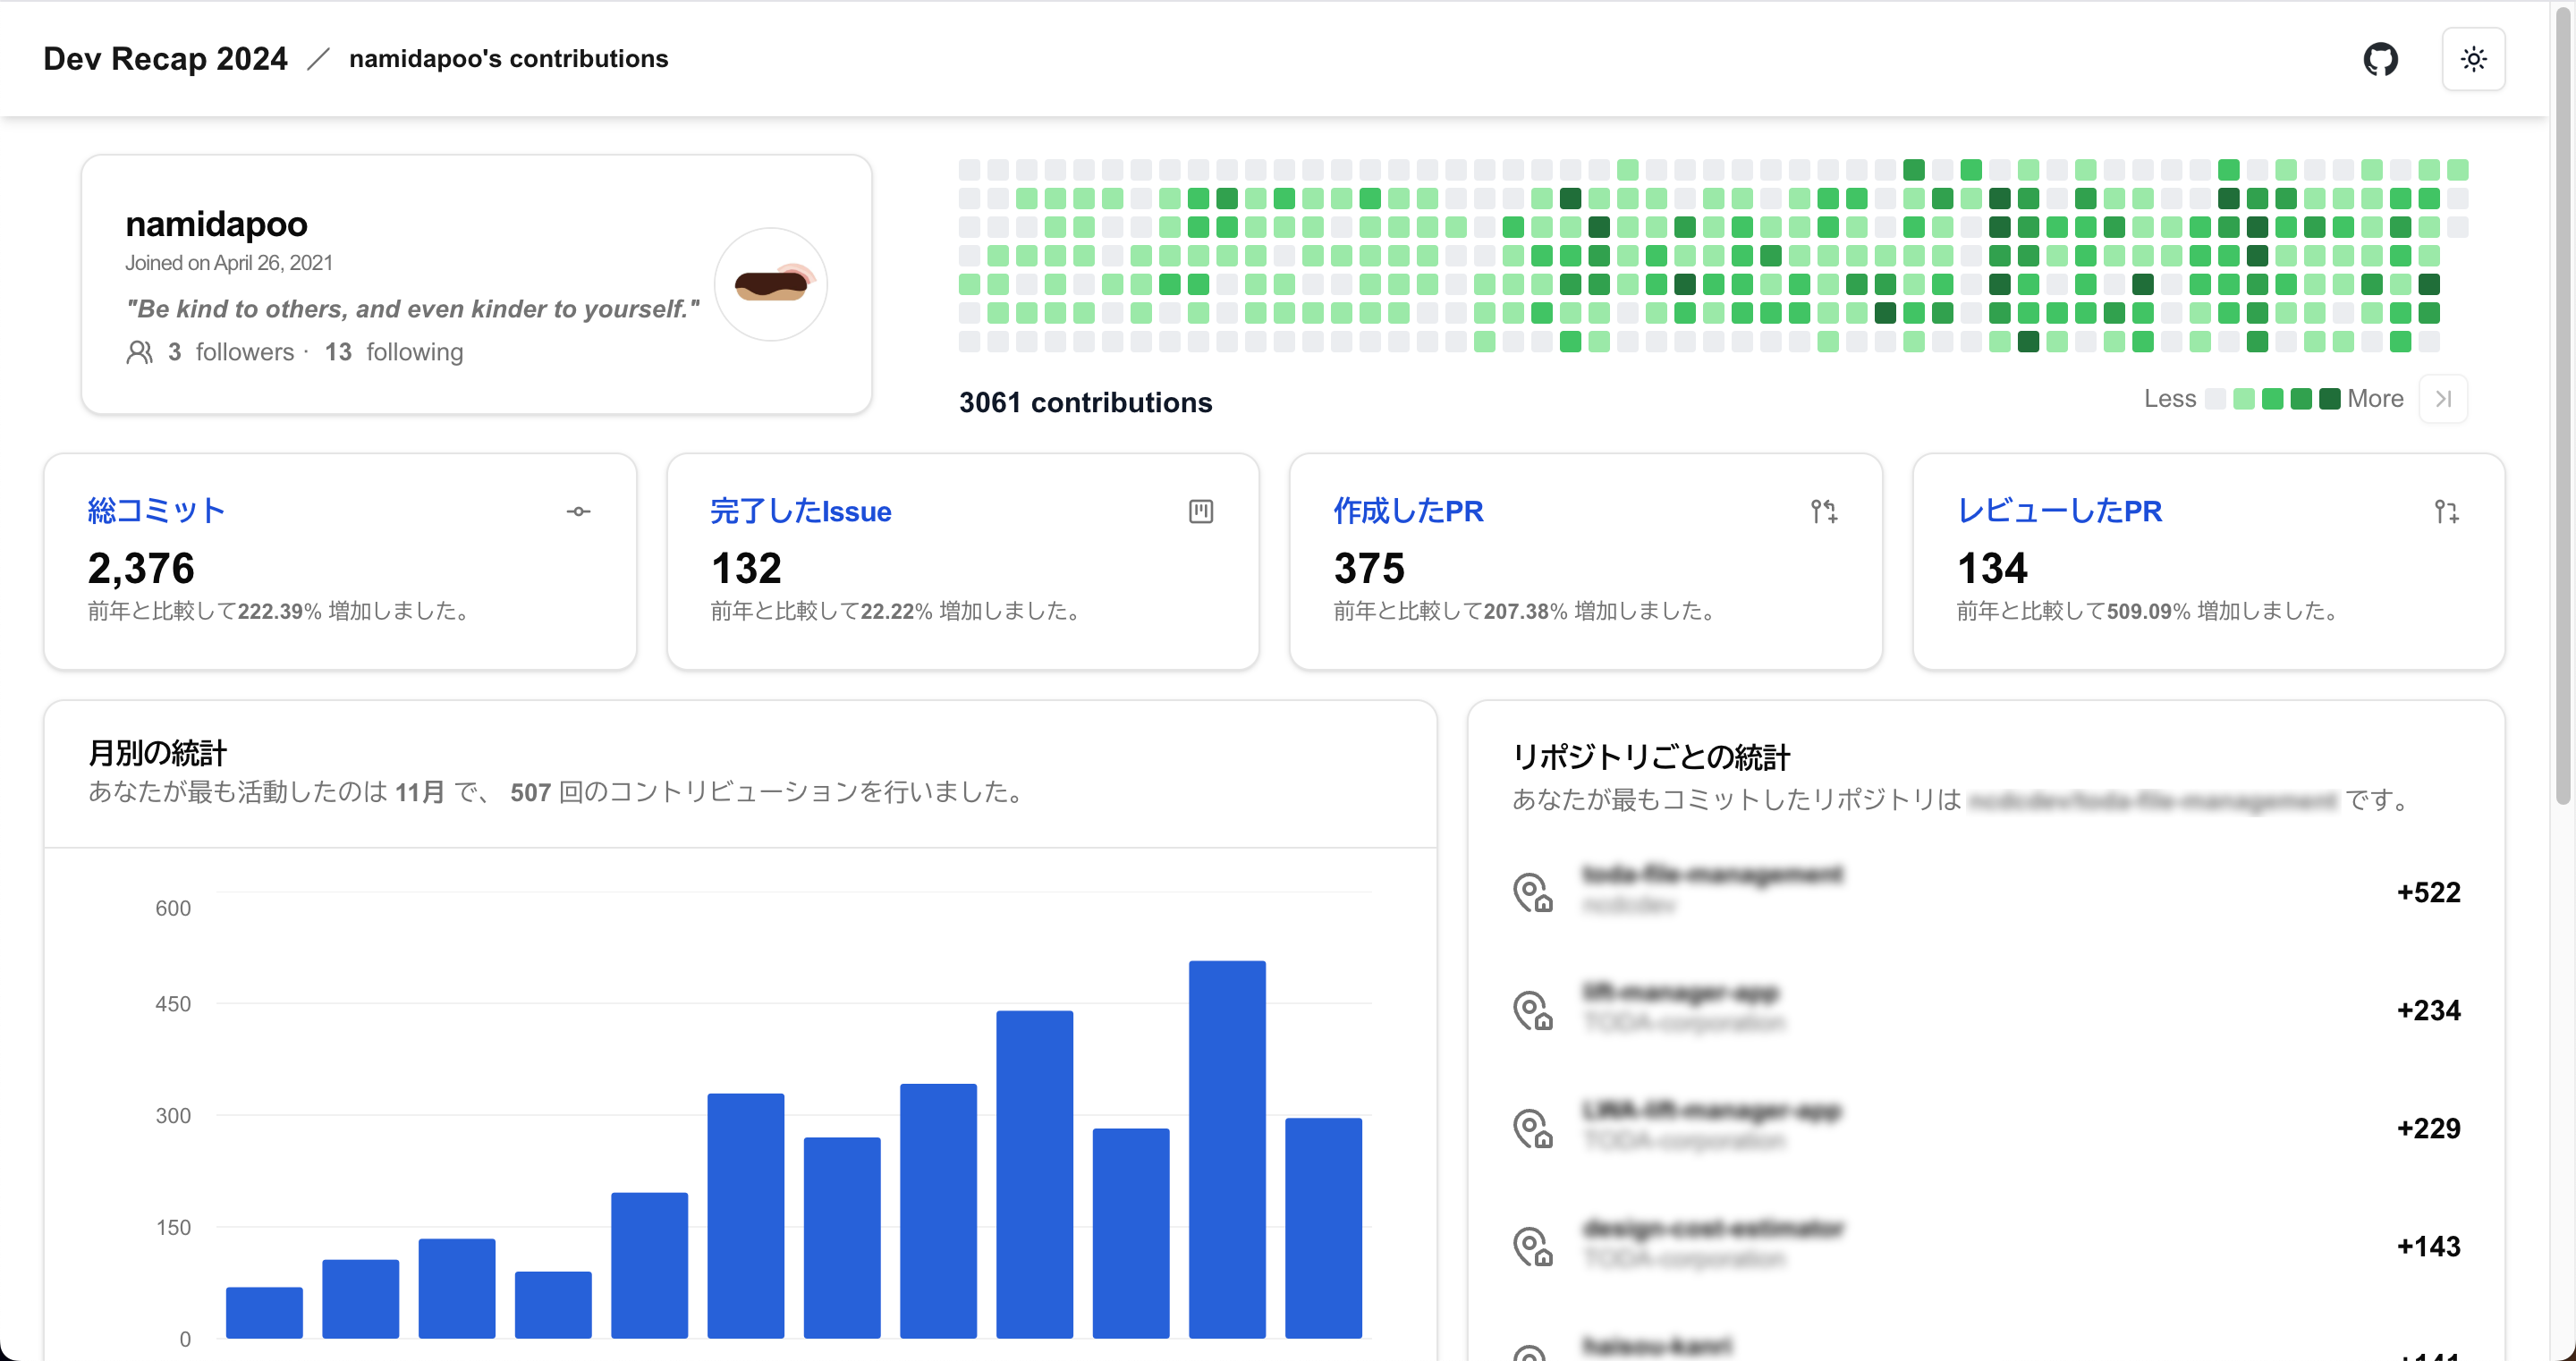 Dev Recap 2024 / namidapoo's contributions
namidapoo
Joined on April 26, 2021
"Be kind to others, and even kinder to yourself."
3 followers · 13 following
3061 contributions
Less More
総コミット
2,376
前年と比較して222.39% 増加しました。
完了したIssue
132
前年と比較して22.22% 増加しました。
作成したPR
375
前年と比較して207.38% 増加しました。
レビューしたPR
134
前年と比較して509.09% 増加しました。
月別の統計
あなたが最も活動したのは 11月 で、 507 回のコントリビューションを行いました。
600
450
300
150
0
リポジトリごとの統計
あなたが最もコミットしたリポジトリは です。
+522
+234
+229
+143